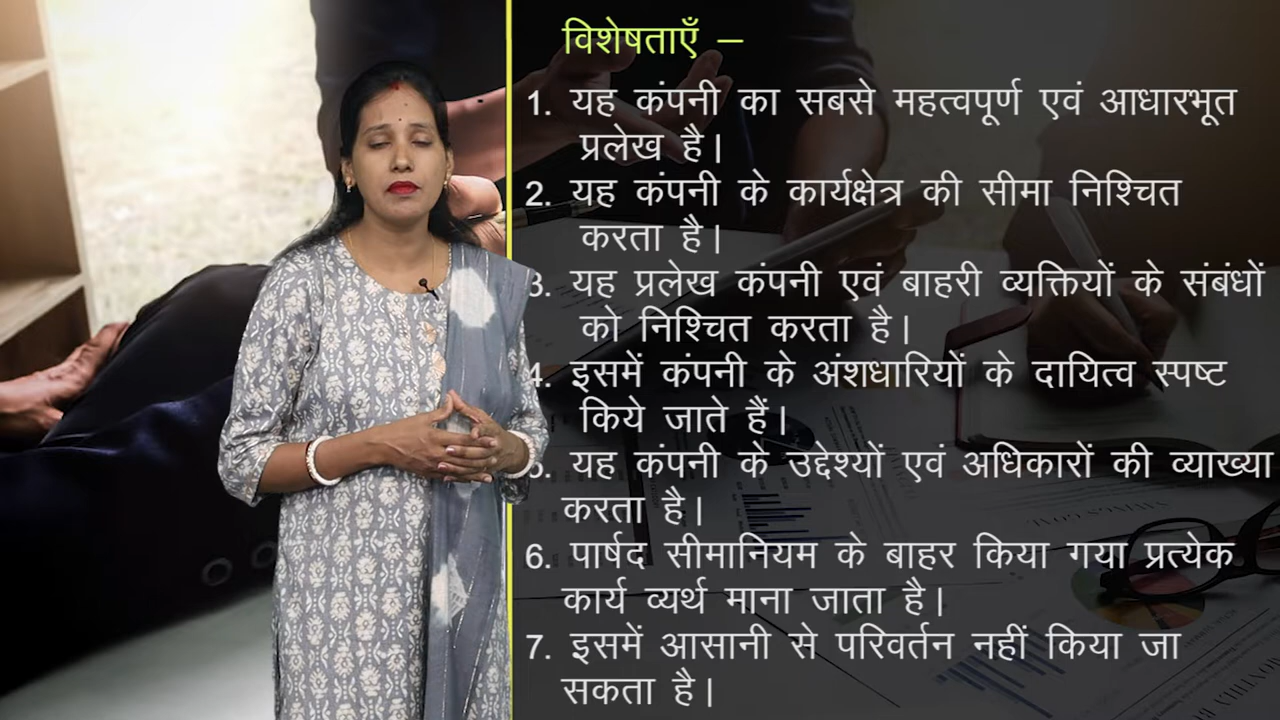 विशेषताएँ –
1. यह कंपनी का सबसे महत्वपूर्ण एवं आधारभूत
प्रलेख है।
2. यह कंपनी के कार्यक्षेत्र की सीमा निश्चित
करता है।
3. यह प्रलेख कंपनी एवं बाहरी व्यक्तियों के संबंधों
को निश्चित करता है।
4. इसमें कंपनी के अंशधारियों के दायित्व स्पष्ट
किये जाते हैं।
5. यह कंपनी के उद्देश्यों एवं अधिकारों की व्याख्या
करता है।
6. पार्षद सीमानियम के बाहर किया गया प्रत्येक
कार्य व्यर्थ माना जाता है।
7. इसमें आसानी से परिवर्तन नहीं किया जा
सकता है।